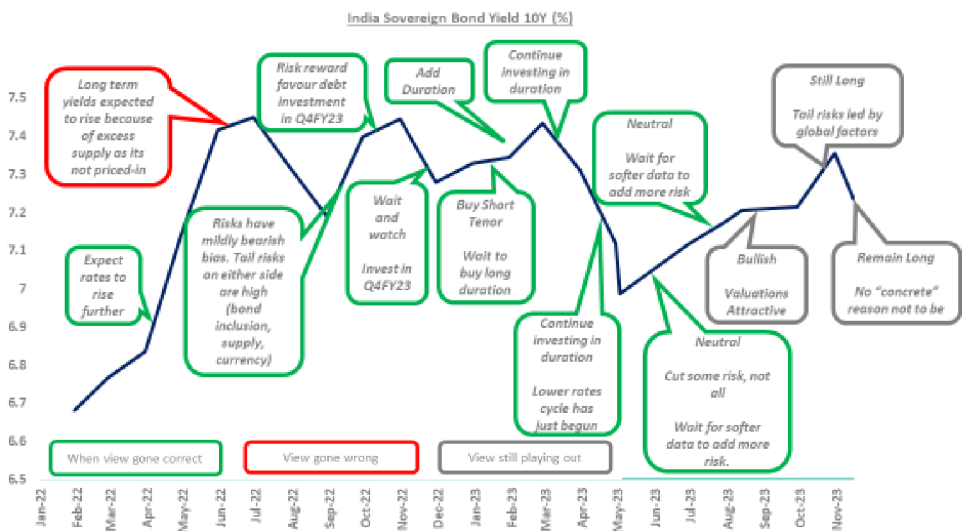 India Sovereign Bond Yield 10Y (%)
7.5
7.4
7.3
7.2
7.1
7
6.9
6.8
6.7
6.6
6.5
Long term
yields expected
to rise because
of excess
supply as its
not priced-in
Expect
rates to
rise
further
Risks have
mildly bearish
bias. Tail risks
on either side
are high
(bond
inclusion,
supply,
currency)
Risk reward
favour debt
investment
in Q4FY23
Wait
and
watch
Invest in
Q4FY23
Add
Duration
Buy Short
Tenor
Wait to
buy long
duration
Continue
investing in
duration
Continue
investing in
duration
Lower rates
cycle has
just begun
Neutral
Wait for
softer data to
add more risk
Neutral
Cut some risk, not
all
Wait for softer
data to add more
risk.
Bullish
Valuations
Attractive
Still Long
Tail risks led by
global factors
Remain Long
No "concrete"
reason not to be
When view gone correct
View gone wrong
View still playing out
Jan-22
Feb-22
Mar-22
Apr-22
May-22
Jun-22
Jul-22
Aug-22
Sep-22
Oct-22
Nov-22
Dec-22
Jan-23
Feb-23
Mar-23
Apr-23
May-23
Jun-23
Jul-23
Aug-23
Sep-23
Oct-23
Nov-23